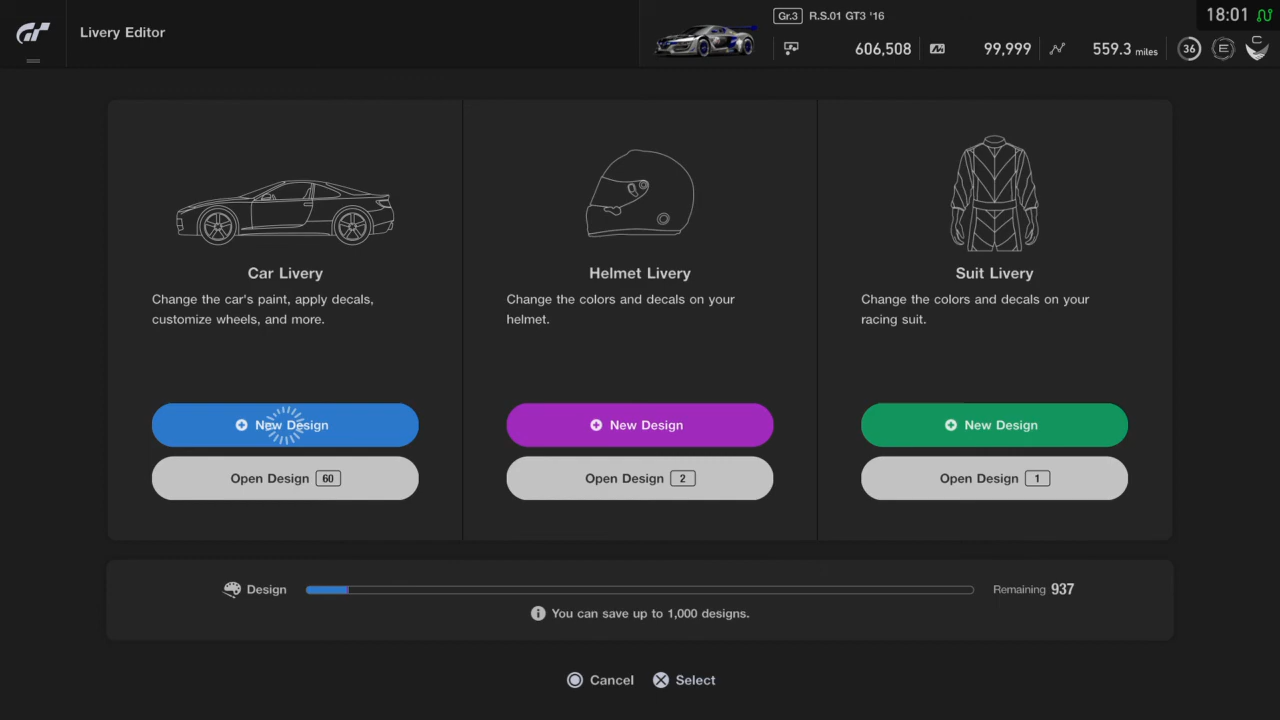 Livery Editor
Gr.3 R.S.01 GT3 '16
606,508
99,999
559.3 miles
36
E
C
18:01
Car Livery
Change the car's paint, apply decals,
customize wheels, and more.
New Design
Open Design 60
Helmet Livery
Change the colors and decals on your
helmet.
New Design
Open Design 2
Suit Livery
Change the colors and decals on your
racing suit.
New Design
Open Design 1
Design
Remaining 937
You can save up to 1,000 designs.
Cancel
Select